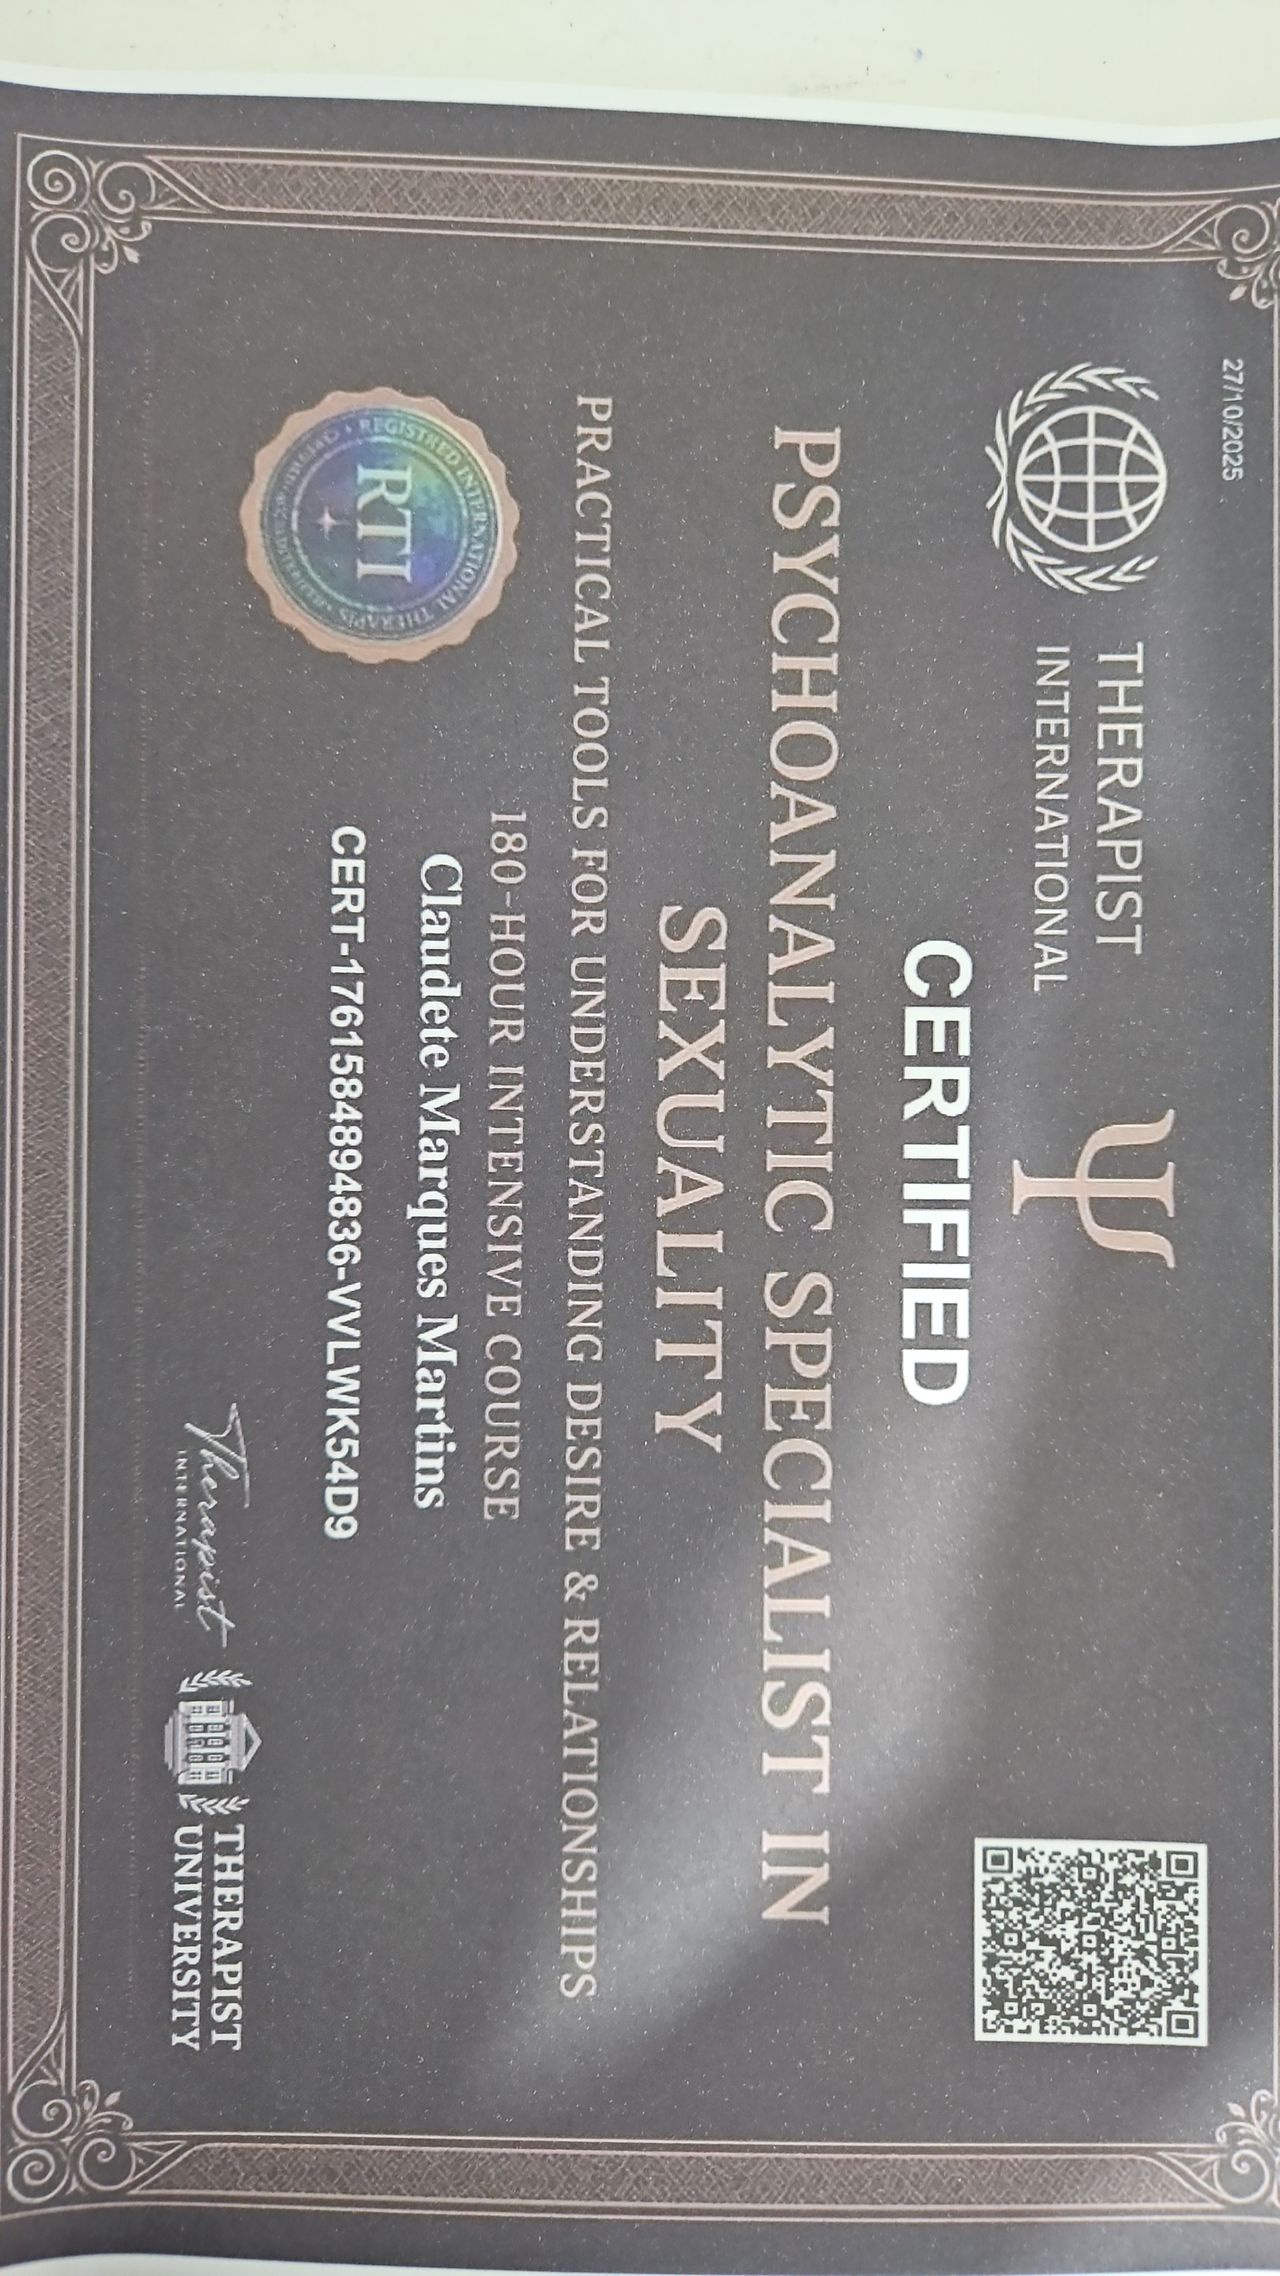 27/10/2025
THERAPIST
INTERNATIONAL
Ψ
CERTIFIED
PSYCHOANALYTIC SPECIALIST IN
SEXUALITY
PRACTICAL TOOLS FOR UNDERSTANDING DESIRE & RELATIONSHIPS
180-HOUR INTENSIVE COURSE
Claudete Marques Martins
CERT-1761584894836-VVLWK54D9
REGISTRED INTERNATIONAL THERAPIS
RTI
Therapist
INTERNATIONAL
THERAPIST
UNIVERSITY